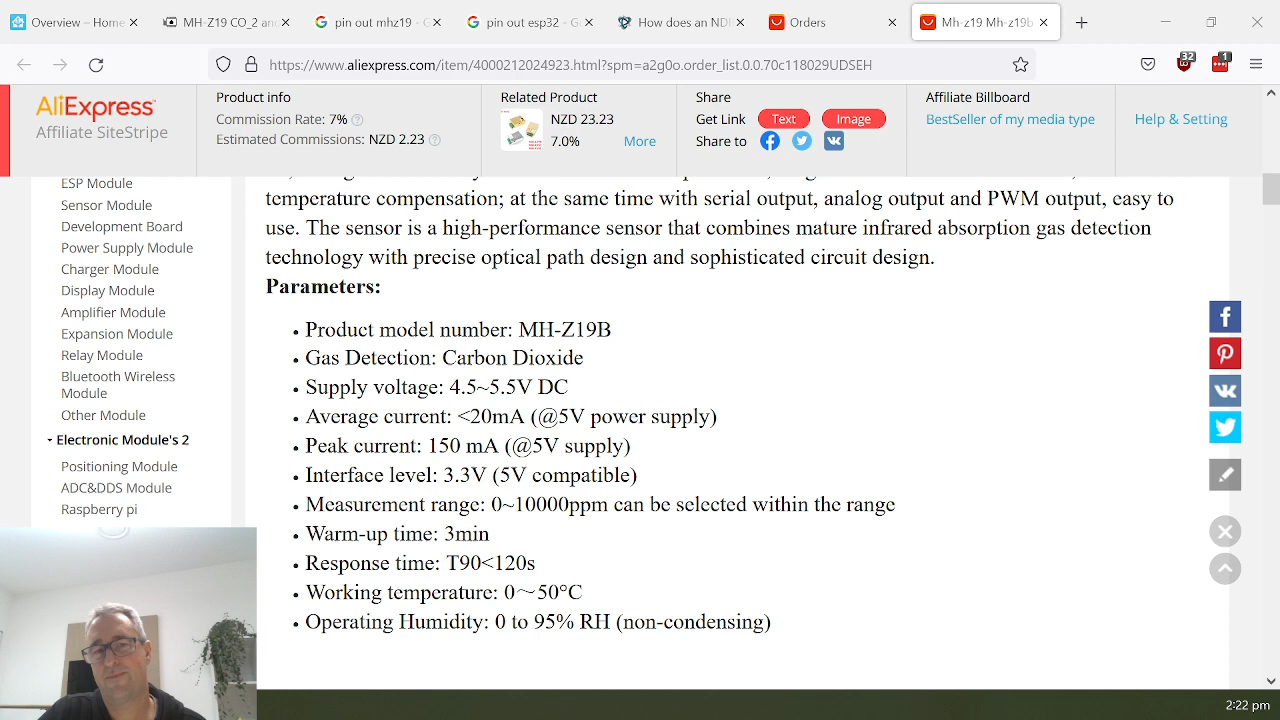 Overview – Home
MH-Z19 CO_2 and
pin out mhz19 - G
pin out esp32 - Go
How does an NDI
Orders
Mh-z19 Mh-z19b
https://www.aliexpress.com/item/4000212024923.html?spm=a2g0o.order_list.0.0.70c118029UDSEH
32
1
AliExpress
Affiliate SiteStripe
Product info
Commission Rate: 7%
Estimated Commissions: NZD 2.23
Related Product
NZD 23.23
7.0%
More
Share
Get Link
Text
Image
Share to
Affiliate Billboard
BestSeller of my media type
Help & Setting
ESP Module
Sensor Module
Development Board
Power Supply Module
Charger Module
Display Module
Amplifier Module
Expansion Module
Relay Module
Bluetooth Wireless
Module
Other Module
Electronic Module's 2
Positioning Module
ADC&DDS Module
Raspberry pi
temperature compensation; at the same time with serial output, analog output and PWM output, easy to
use. The sensor is a high-performance sensor that combines mature infrared absorption gas detection
technology with precise optical path design and sophisticated circuit design.
Parameters:
• Product model number: MH-Z19B
• Gas Detection: Carbon Dioxide
• Supply voltage: 4.5~5.5V DC
• Average current: <20mA (@5V power supply)
• Peak current: 150 mA (@5V supply)
• Interface level: 3.3V (5V compatible)
• Measurement range: 0~10000ppm can be selected within the range
• Warm-up time: 3min
• Response time: T90<120s
• Working temperature: 0～50°C
• Operating Humidity: 0 to 95% RH (non-condensing)
2:22 pm